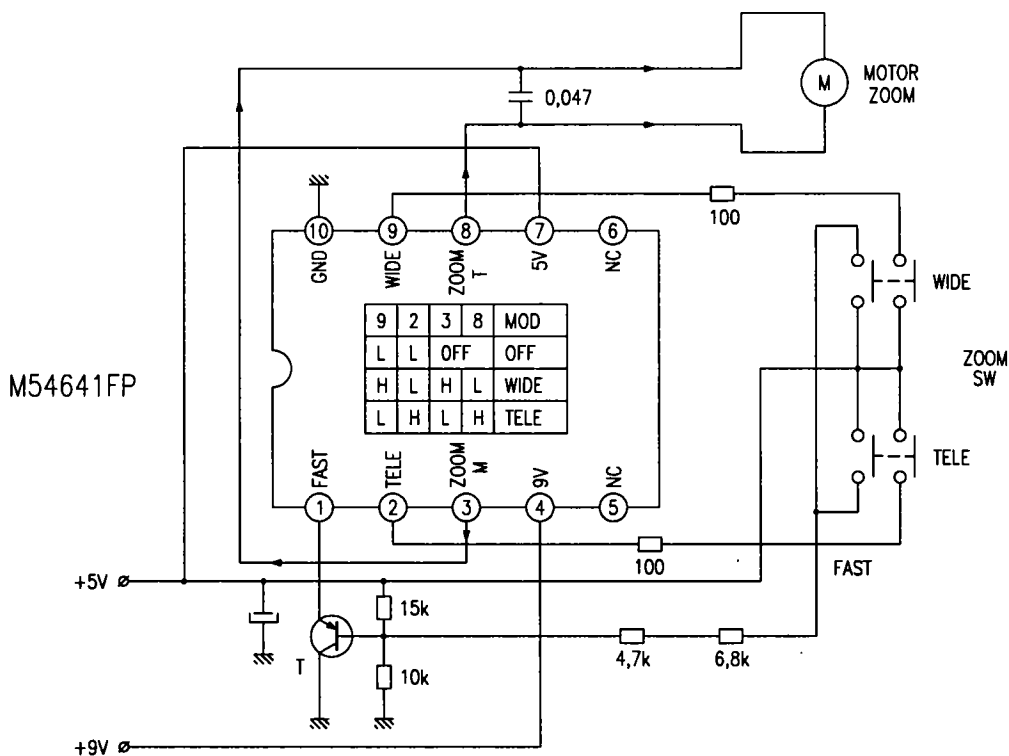 M
MOTOR
ZOOM
0,047
100
10
9
8
7
6
GND
WIDE
ZOOM
T
5V
NC
WIDE
9 2 3 8 MOD
L L OFF OFF
H L H L WIDE
L H L H TELE
M54641FP
ZOOM
SW
TELE
FAST
TELE
ZOOM
M
9V
NC
1
2
3
4
5
100
FAST
+5V
15k
T
10k
4,7k
6,8k
+9V